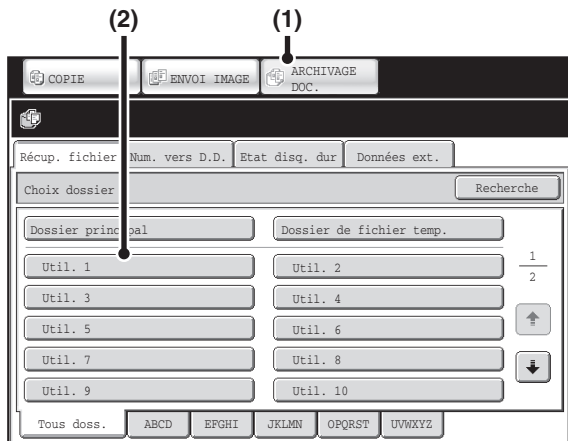 (2) (1)
COPIE ENVOI IMAGE ARCHIVAGE
DOC.
Récup. fichier Num. vers D.D. Etat disq. dur Données ext.
Choix dossier Recherche
Dossier principal Dossier de fichier temp.
Util. 1 Util. 2 1
2
Util. 3 Util. 4
Util. 5 Util. 6
Util. 7 Util. 8
Util. 9 Util. 10
Tous doss. ABCD EFGHI JKLMN OPQRST UVWXYZ